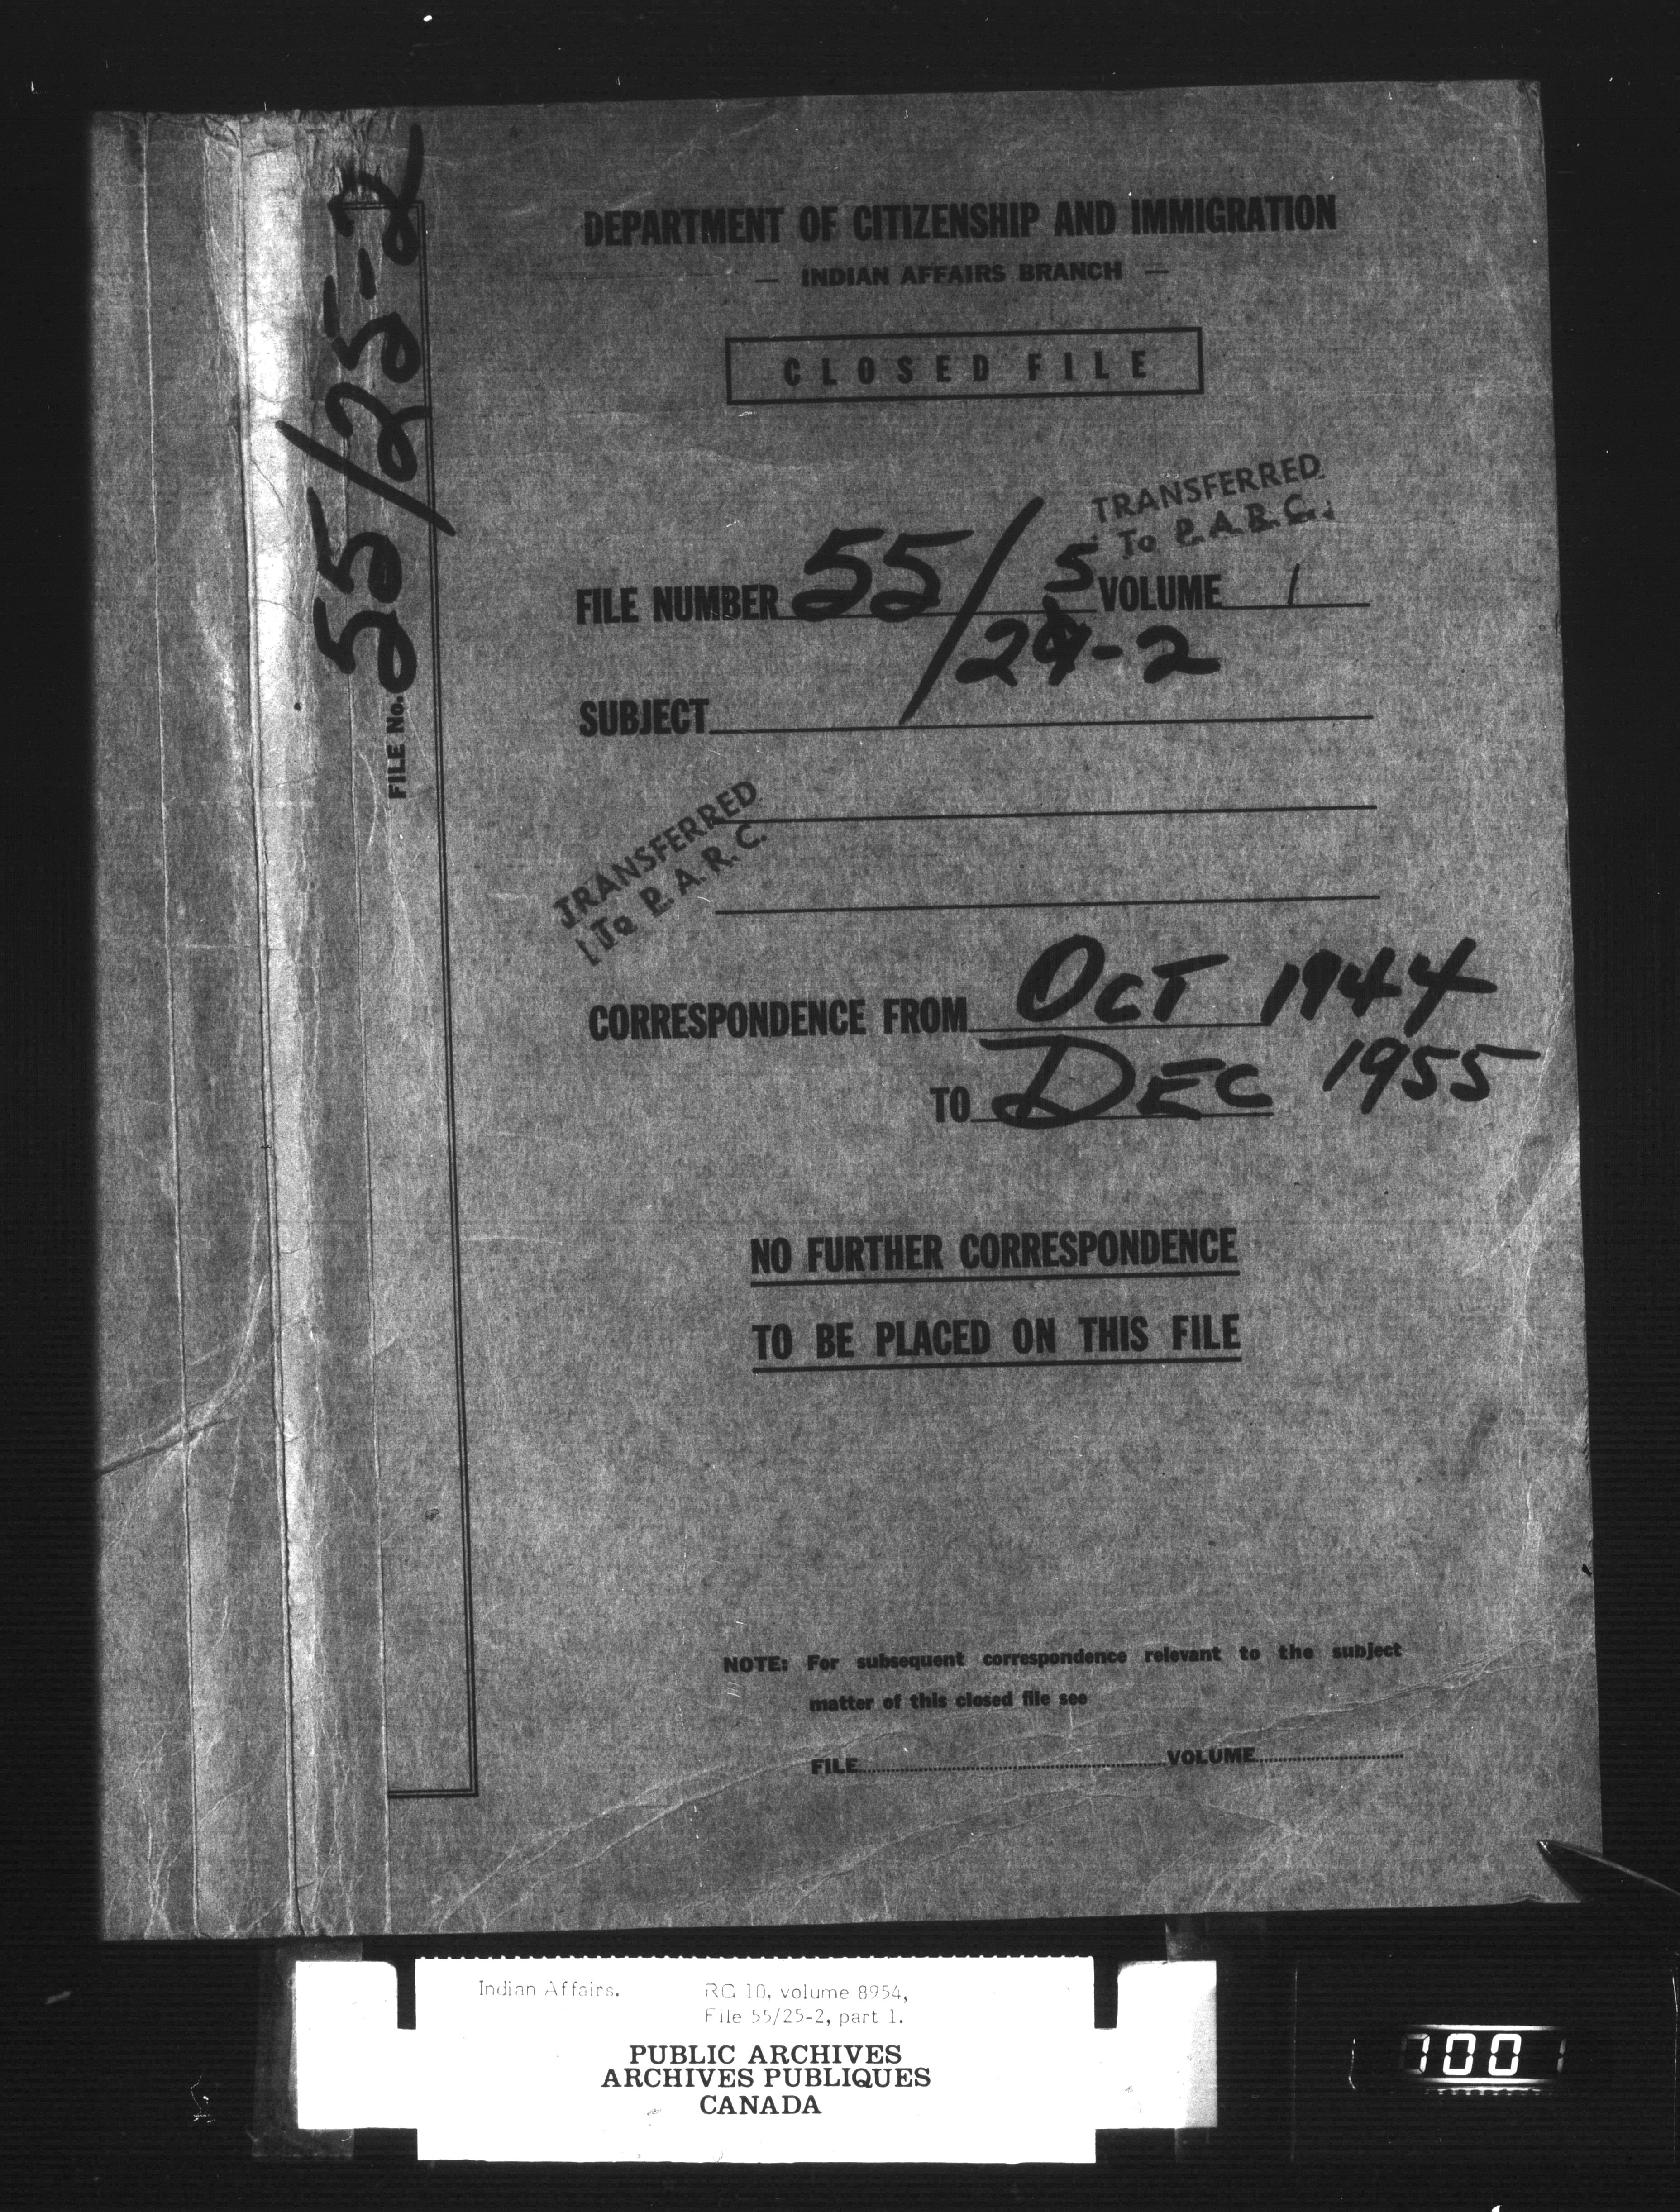 55/25-2
FILE No.
DEPARTMENT OF CITIZENSHIP AND IMMIGRATION
— INDIAN AFFAIRS BRANCH —
CLOSED FILE
TRANSFERRED
To P.A.R.C.
FILE NUMBER 55/25-2 VOLUME 1
SUBJECT
TRANSFERRED
To P.A.R.C.
CORRESPONDENCE FROM OCT 1944
TO DEC 1955
NO FURTHER CORRESPONDENCE
TO BE PLACED ON THIS FILE
NOTE: For subsequent correspondence relevant to the subject
matter of this closed file see
FILE VOLUME
Indian Affairs. RG 10, volume 8954,
File 55/25-2, part 1.
PUBLIC ARCHIVES
ARCHIVES PUBLIQUES
CANADA